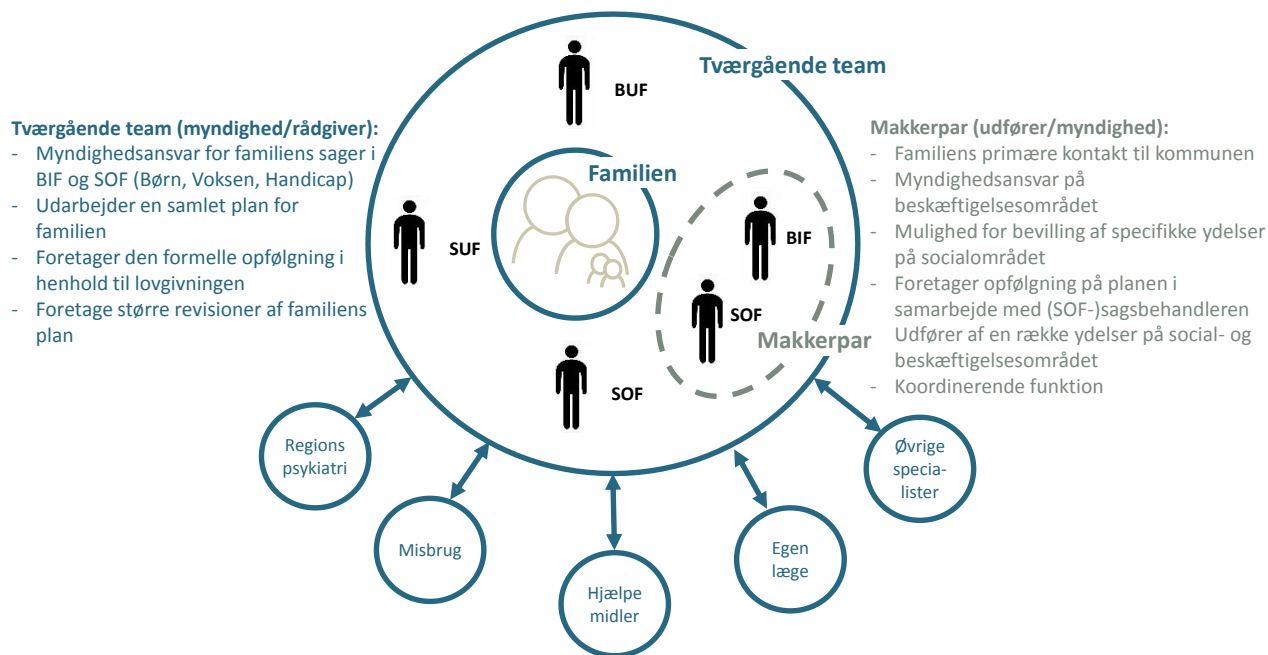 Tværgående team
BUF
Tværgående team (myndighed/rådgiver):
- Myndighedsansvar for familiens sager i
BIF og SOF (Børn, Voksen, Handicap)
- Udarbejder en samlet plan for
familien
- Foretager den formelle opfølgning i
henhold til lovgivningen
- Foretage større revisioner af familiens
plan
Familien
SUF
BIF
SOF
Makkerpar
SOF
Makkerpar (udfører/myndighed):
- Familiens primære kontakt til kommunen
- Myndighedsansvar på
beskæftigelsesområdet
- Mulighed for bevilling af specifikke ydelser
på socialområdet
- Foretager opfølgning på planen i
samarbejde med (SOF-)sagsbehandleren
Udfører af en række ydelser på social- og
beskæftigelsesområdet
- Koordinerende funktion
Regions
psykiatri
Misbrug
Hjælpe
midler
Egen
læge
Øvrige
specia-
lister